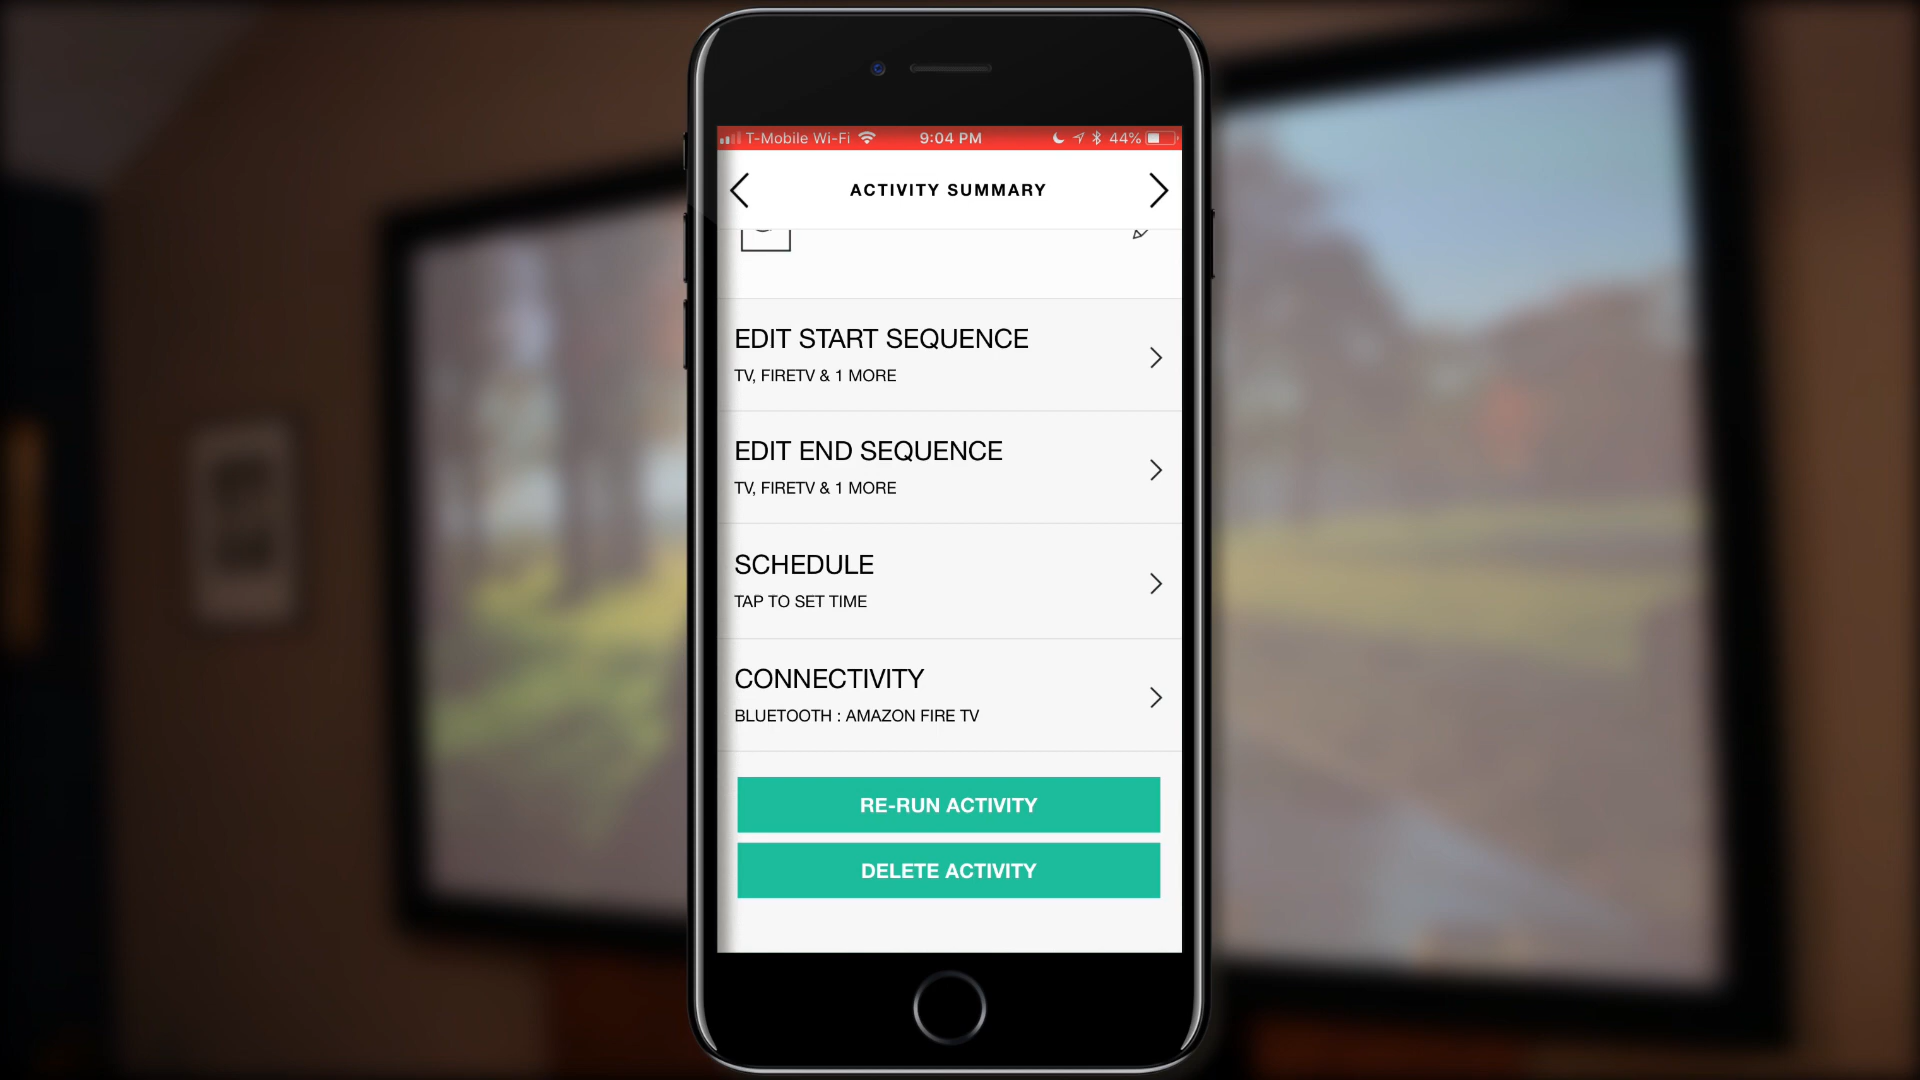 T-Mobile Wi-Fi 9:04 PM 44%
ACTIVITY SUMMARY
EDIT START SEQUENCE
TV, FIRETV & 1 MORE
EDIT END SEQUENCE
TV, FIRETV & 1 MORE
SCHEDULE
TAP TO SET TIME
CONNECTIVITY
BLUETOOTH : AMAZON FIRE TV
RE-RUN ACTIVITY
DELETE ACTIVITY